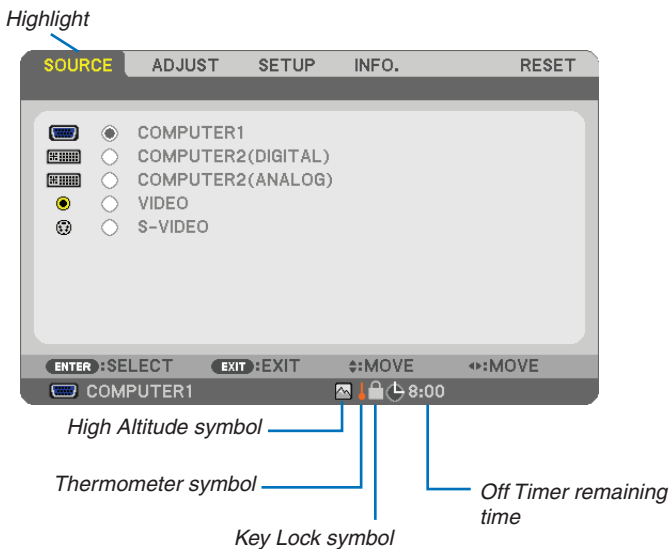 Highlight
SOURCE ADJUST SETUP INFO. RESET
COMPUTER1
COMPUTER2(DIGITAL)
COMPUTER2(ANALOG)
VIDEO
S-VIDEO
ENTER:SELECT EXIT:EXIT :MOVE :MOVE
COMPUTER1 8:00
High Altitude symbol
Thermometer symbol
Off Timer remaining
time
Key Lock symbol